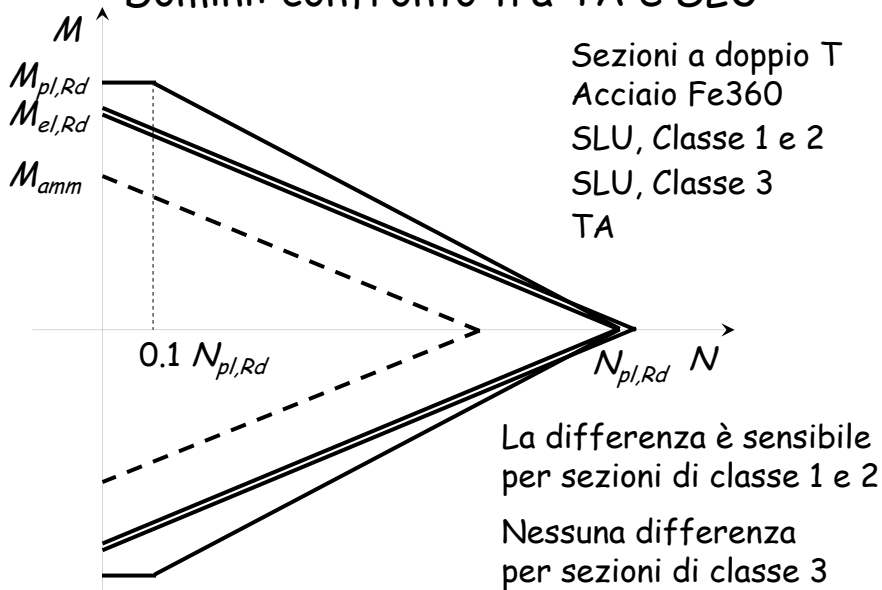 Domini: confronto tra TA e SLU
M
Mpl,Rd
Mel,Rd
Mamm
Sezioni a doppio T
Acciaio Fe360
SLU, Classe 1 e 2
SLU, Classe 3
TA
0.1 Npl,Rd
Npl,Rd
N
La differenza è sensibile
per sezioni di classe 1 e 2
Nessuna differenza
per sezioni di classe 3